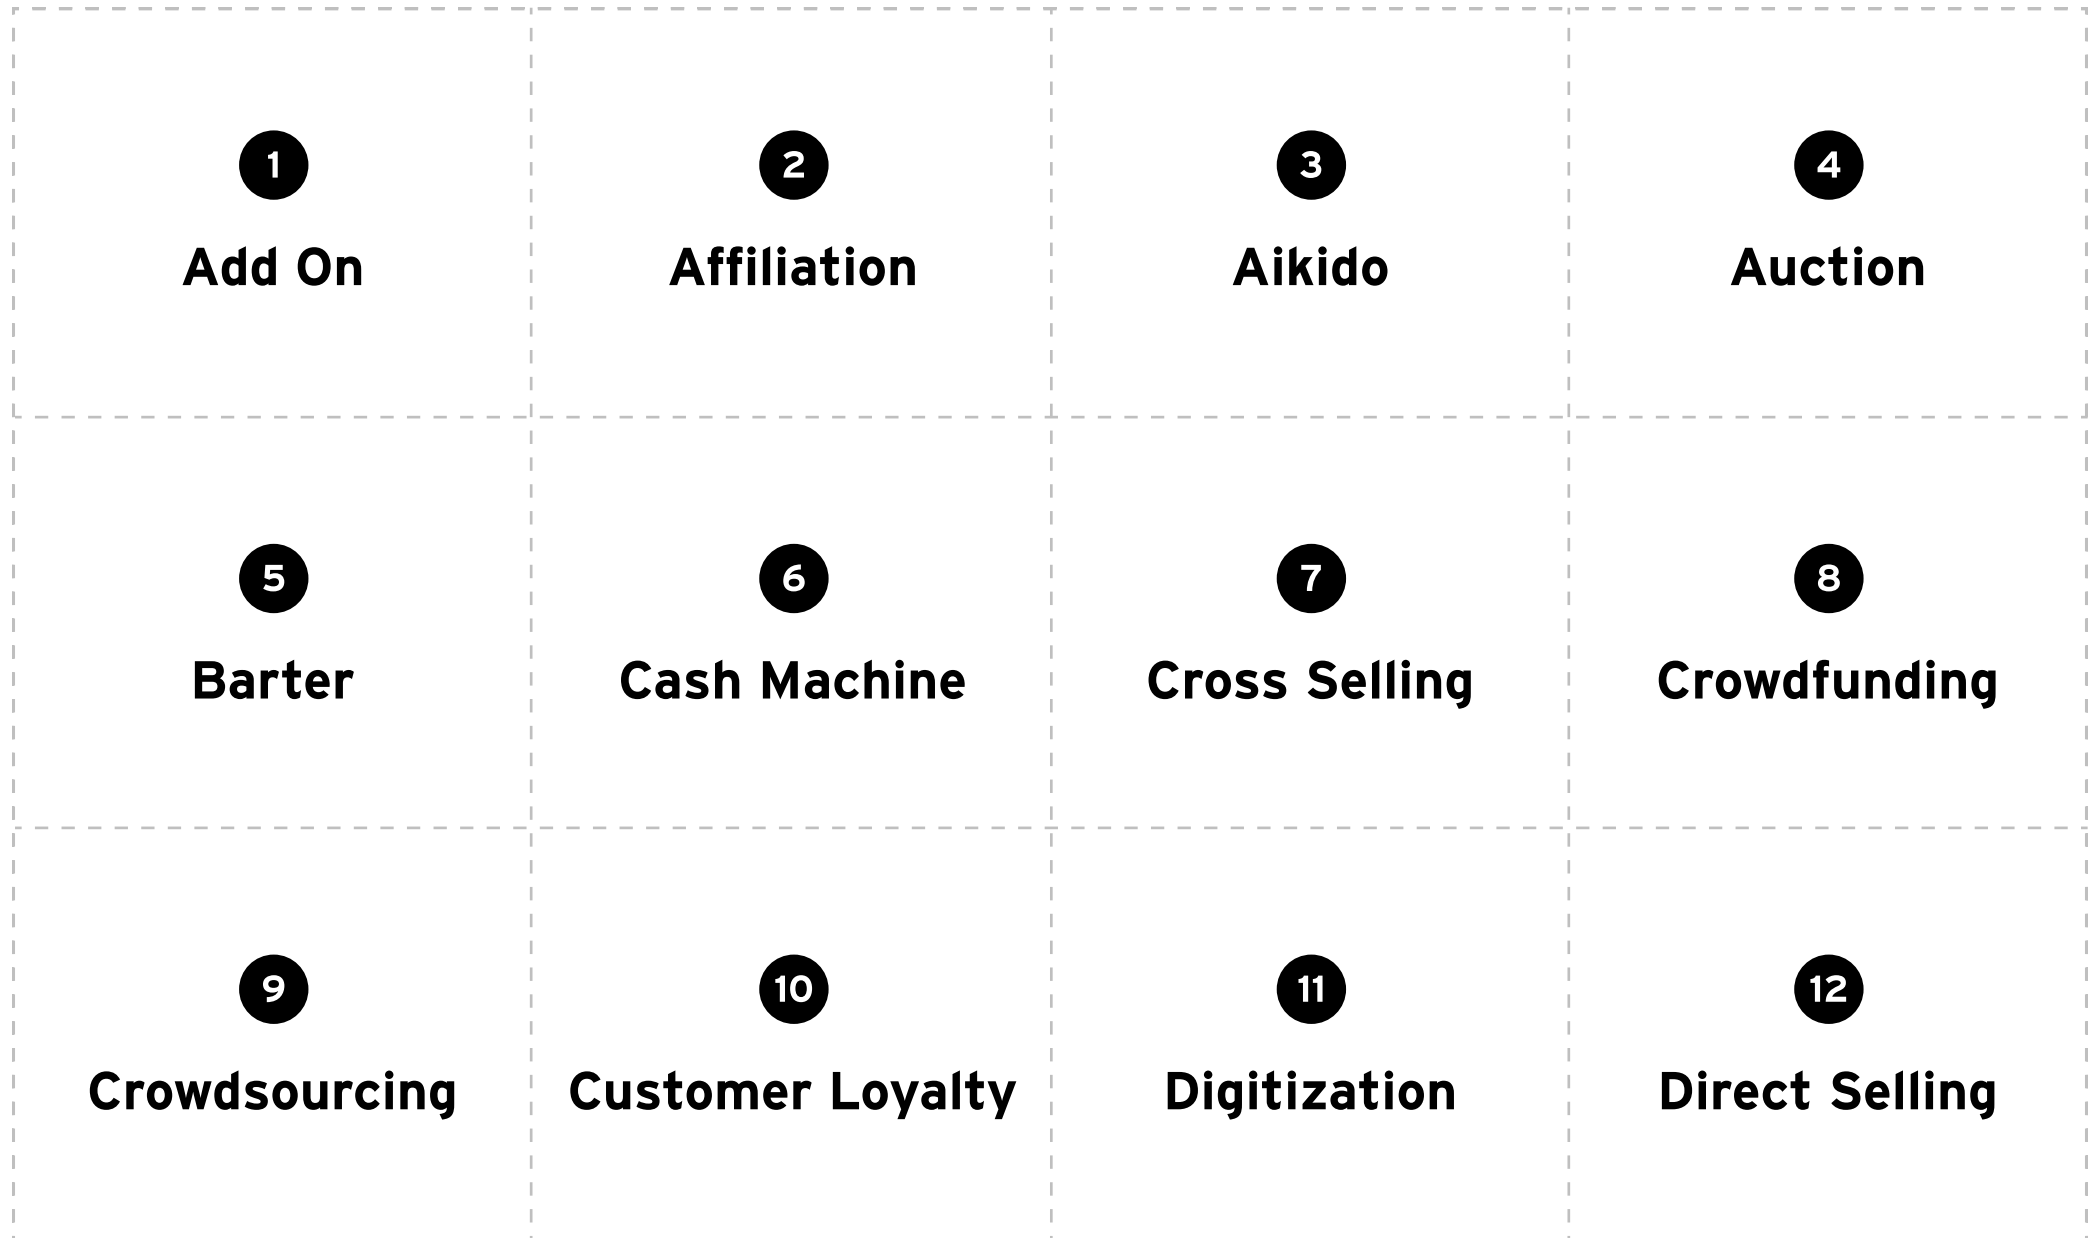 1
Add On
2
Affiliation
3
Aikido
4
Auction
5
Barter
6
Cash Machine
7
Cross Selling
8
Crowdfunding
9
Crowdsourcing
10
Customer Loyalty
11
Digitization
12
Direct Selling